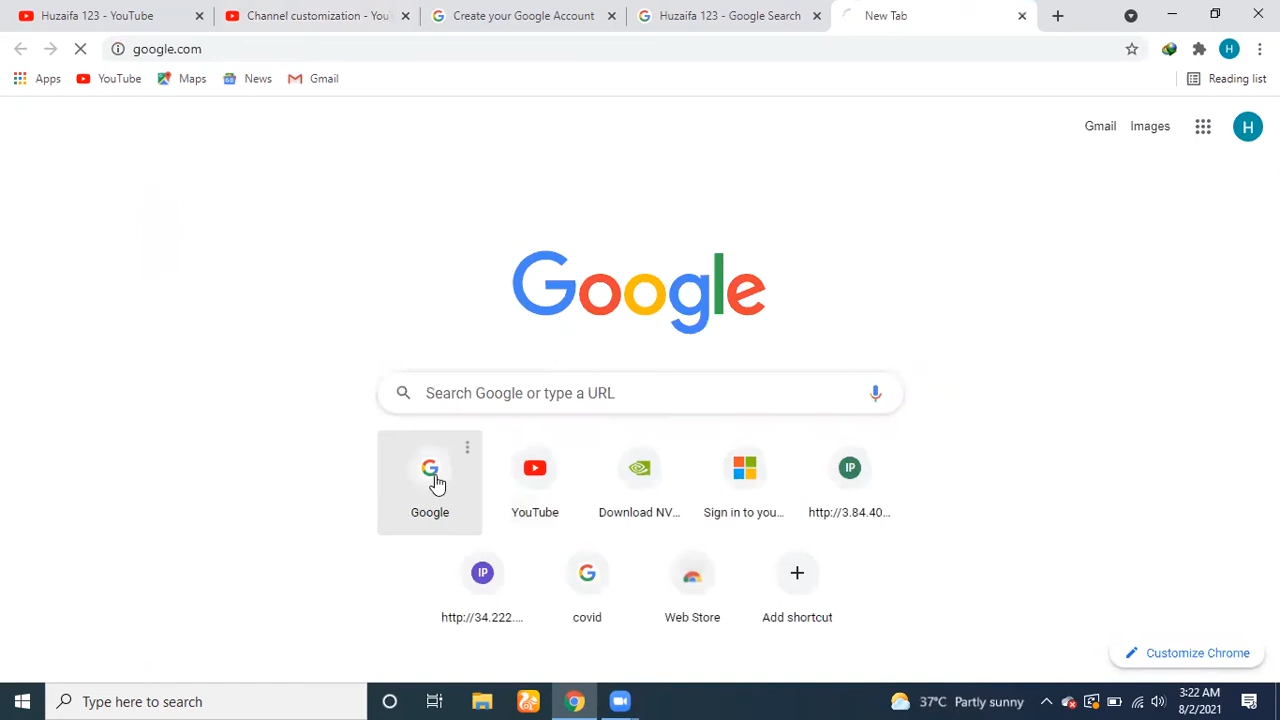 Huzaifa 123 - YouTube
Channel customization - You
Create your Google Account
Huzaifa 123 - Google Search
New Tab
google.com
Apps
YouTube
Maps
News
Gmail
Reading list
Gmail
Images
H
H
Google
Search Google or type a URL
IP
Google
YouTube
Download NV...
Sign in to you...
http://3.84.40...
IP
http://34.222....
covid
Web Store
Add shortcut
Customize Chrome
Type here to search
37°C Partly sunny
3:22 AM
8/2/2021